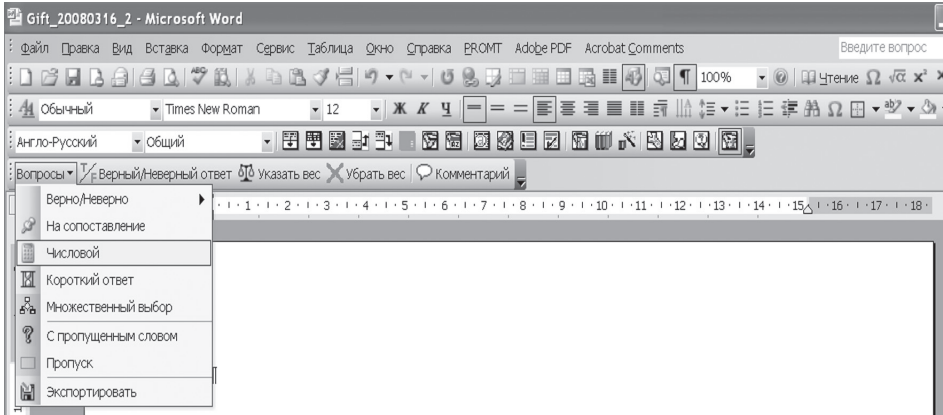 Gift_20080316_2 - Microsoft Word
Файл Правка Вид Вставка Формат Сервис Таблица Окно Справка PROMT Adobe PDF Acrobat Comments Введите вопрос
100% Чтение Ω √α x²
Обычный Times New Roman 12 Ж К Ч
Англо-Русский Общий
Вопросы T/F Верный/Неверный ответ Указать вес Убрать вес Комментарий
Верно/Неверно
1 2 3 4 5 6 7 8 9 10 11 12 13 14 15 16 17 18
На сопоставление
Числовой
Короткий ответ
Множественный выбор
С пропущенным словом
Пропуск
Экспортировать